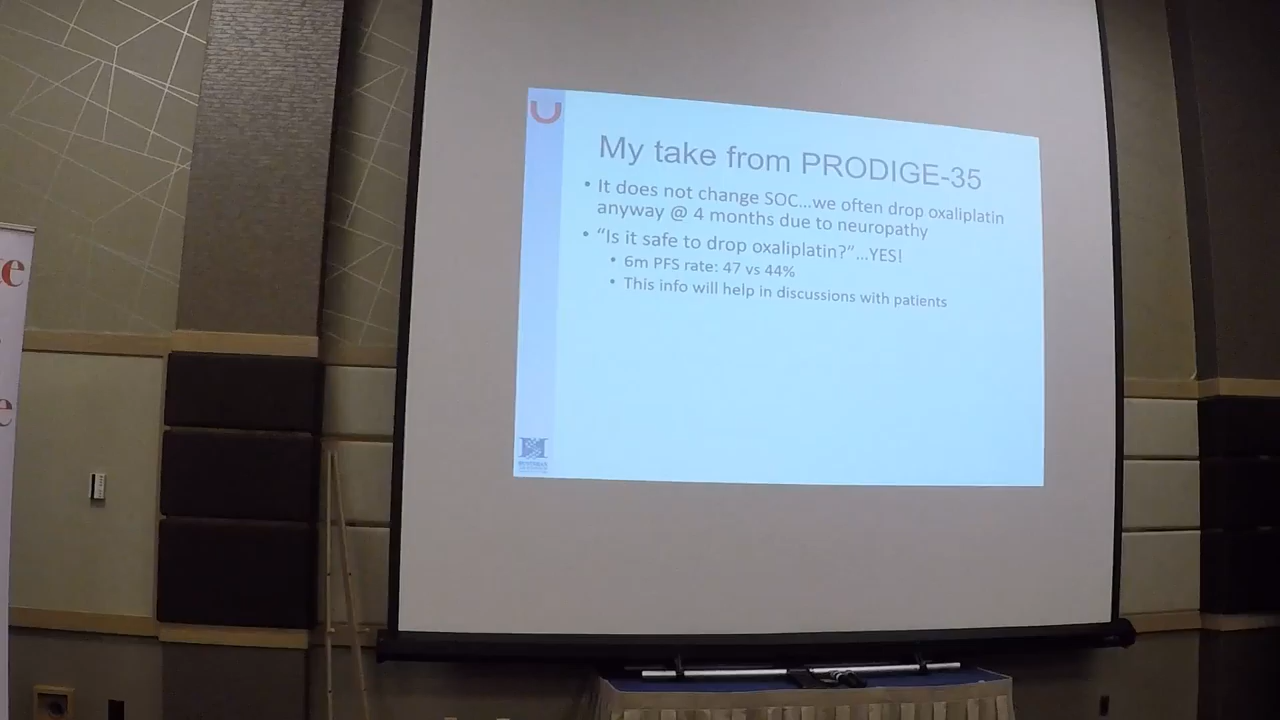 My take from PRODIGE-35
• It does not change SOC...we often drop oxaliplatin
anyway @ 4 months due to neuropathy
• “Is it safe to drop oxaliplatin?”...YES!
• 6m PFS rate: 47 vs 44%
• This info will help in discussions with patients